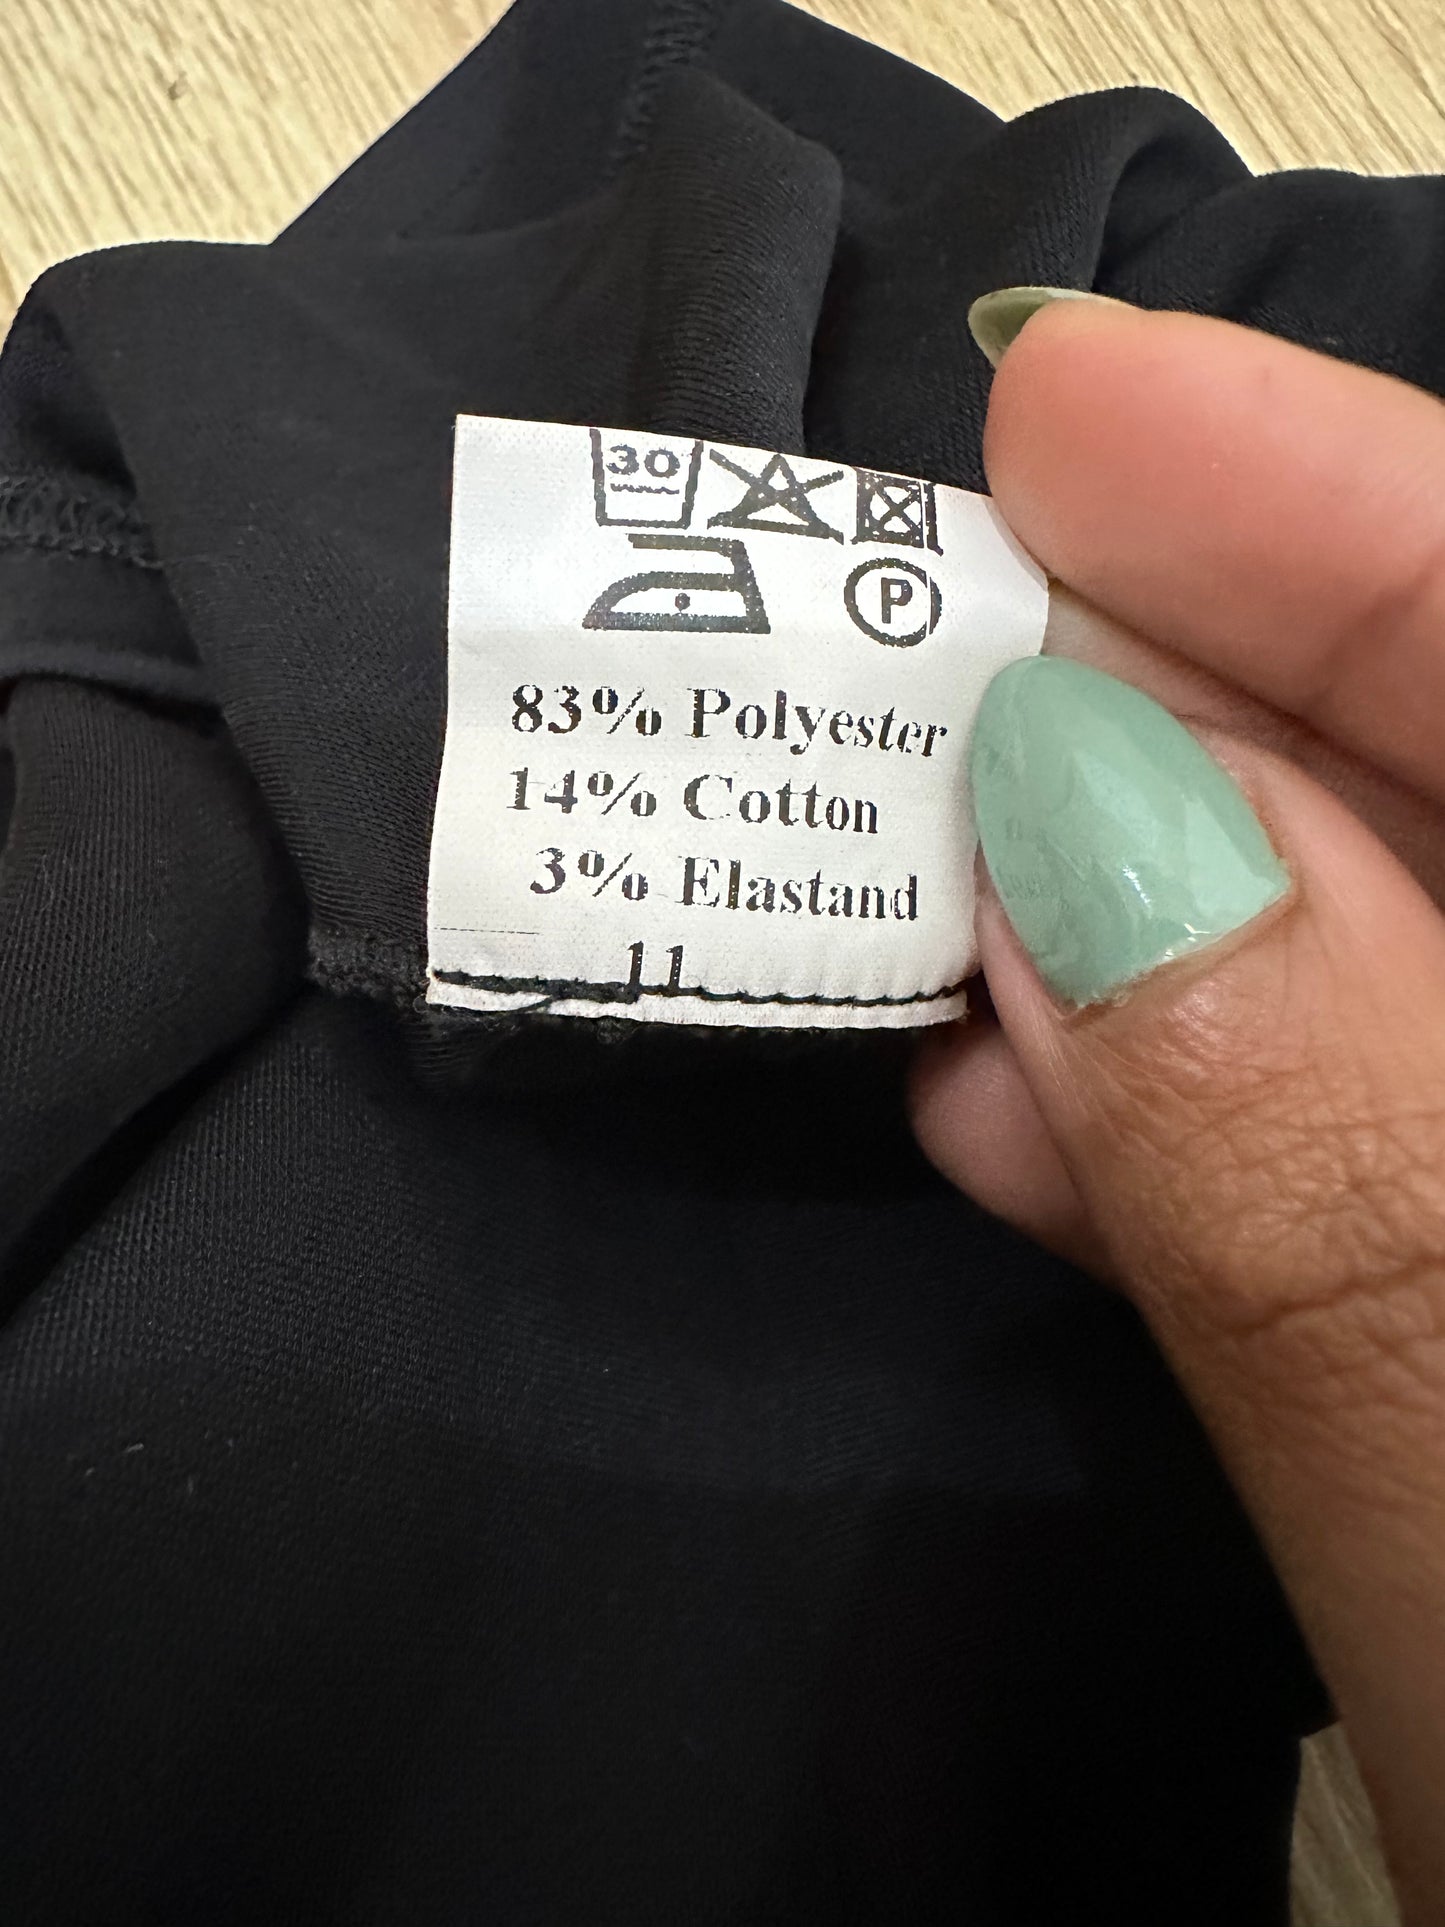 30
P
83% Polyester
14% Cotton
3% Elastand
11